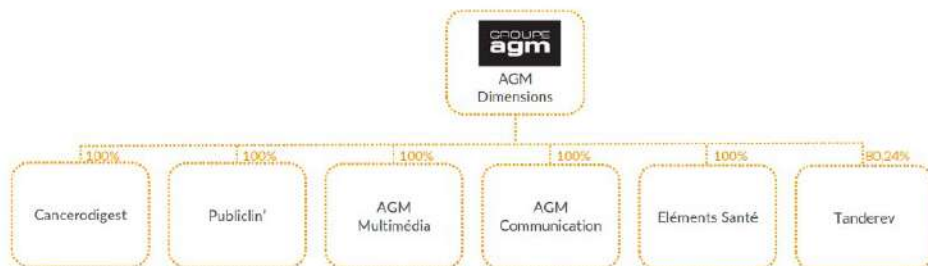 GROUPE
agm
AGM
Dimensions
100%
100%
100%
100%
100%
80,24%
Cancerodigest
Publiclin'
AGM
Multimédia
AGM
Communication
Eléments Santé
Tanderev